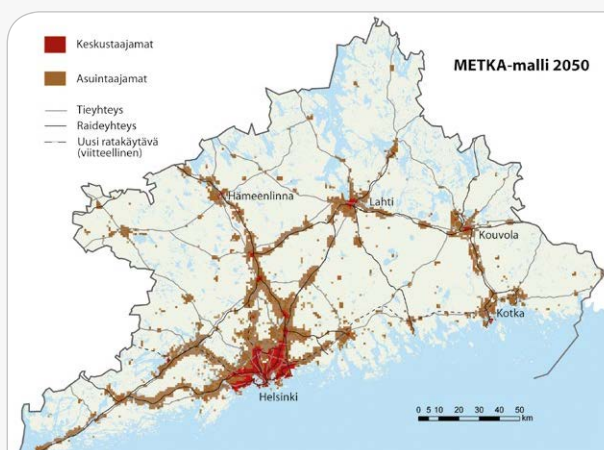 Keskustaajamat
Asuintaajamat
Tieyhteys
Raideyhteys
Uusi ratakäytävä
(viitteellinen)
METKA-malli 2050
Hämeenlinna
Lahti
Kouvola
Kotka
Helsinki
0 5 10 20 30 40 50
km